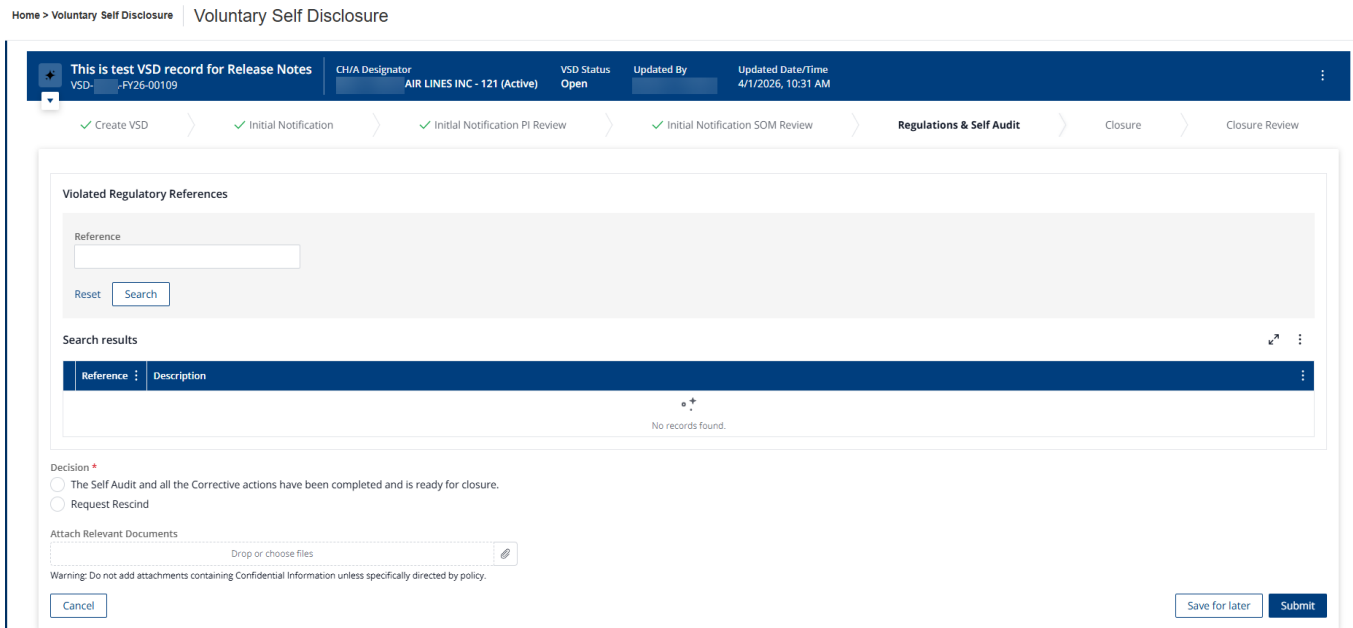 Home > Voluntary Self Disclosure Voluntary Self Disclosure
This is test VSD record for Release Notes
VSD- -FY26-00109
CH/A Designator
AIR LINES INC - 121 (Active)
VSD Status
Open
Updated By
Updated Date/Time
4/1/2026, 10:31 AM
Create VSD
Initial Notification
Initlal Notification PI Review
Initial Notification SOM Review
Regulations & Self Audit
Closure
Closure Review
Violated Regulatory References
Reference
Reset Search
Search results
Reference Description
No records found.
Decision *
The Self Audit and all the Corrective actions have been completed and is ready for closure.
Request Rescind
Attach Relevant Documents
Drop or choose files
Warning: Do not add attachments containing Confidential Information unless specifically directed by policy.
Cancel Save for later Submit